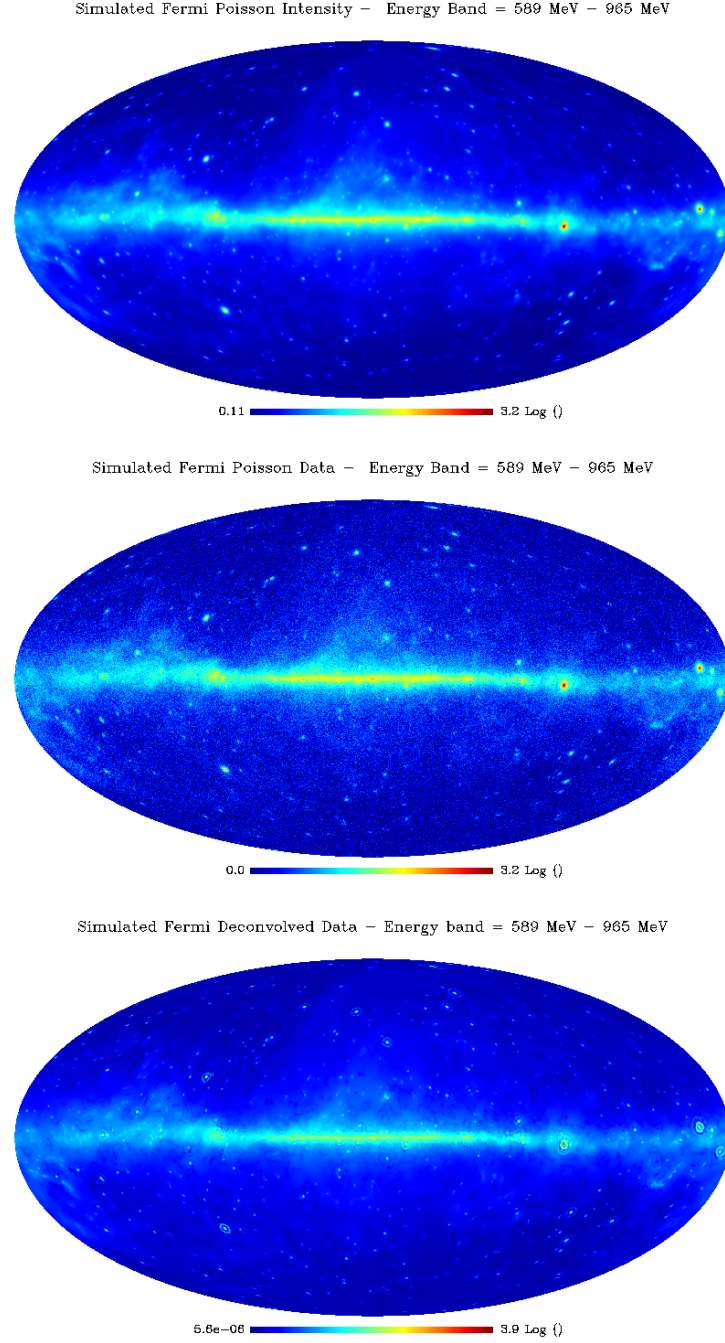 Simulated Fermi Poisson Intensity – Energy Band = 589 MeV – 965 MeV
0.11 3.2 Log ()
Simulated Fermi Poisson Data – Energy Band = 589 MeV – 965 MeV
0.0 3.2 Log ()
Simulated Fermi Deconvolved Data – Energy band = 589 MeV – 965 MeV
5.6e-06 3.9 Log ()